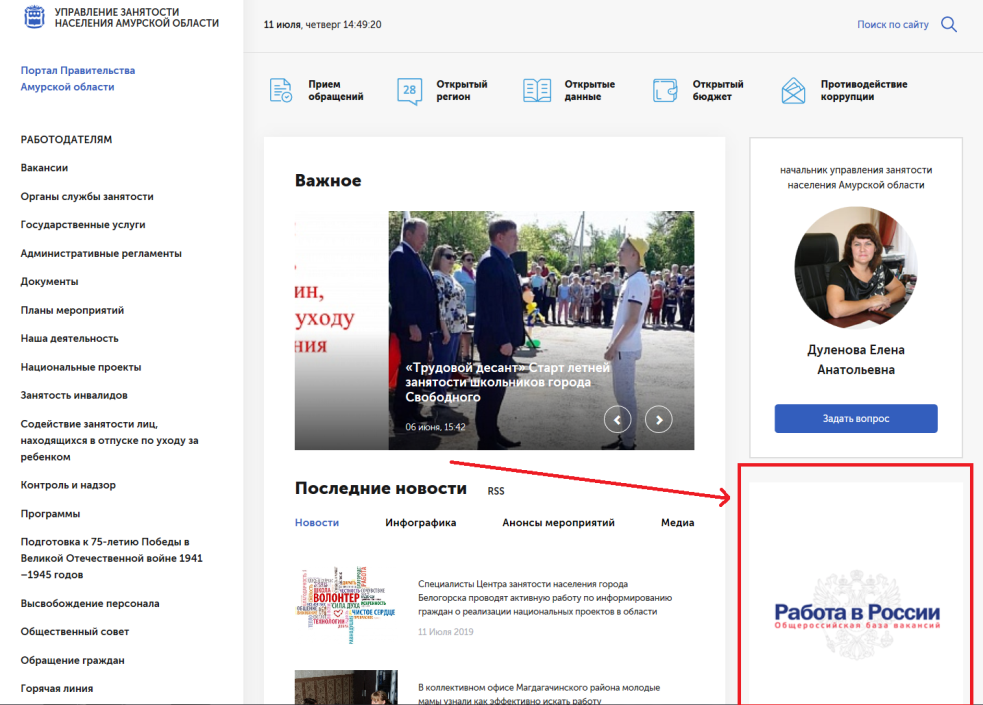 УПРАВЛЕНИЕ ЗАНЯТОСТИ
НАСЕЛЕНИЯ АМУРСКОЙ ОБЛАСТИ
11 июля, четверг 14:49:20
Поиск по сайту
Портал Правительства
Амурской области
РАБОТОДАТЕЛЯМ
Вакансии
Органы службы занятости
Государственные услуги
Административные регламенты
Документы
Планы мероприятий
Наша деятельность
Национальные проекты
Занятость инвалидов
Содействие занятости лиц,
находящихся в отпуске по уходу за
ребенком
Контроль и надзор
Программы
Подготовка к 75-летию Победы в
Великой Отечественной войне 1941
–1945 годов
Высвобождение персонала
Общественный совет
Обращение граждан
Горячая линия
Прием
обращений
28
Открытый
регион
Открытые
данные
Открытый
бюджет
Противодействие
коррупции
Важное
ин,
уходу
ния
«Трудовой десант» Старт летней
занятости школьников города
Свободного
06 июня, 15:42
Последние новости
RSS
Новости
Инфографика
Анонсы мероприятий
Медиа
ШКОЛА
ВОЛОНТЕР
СИЛА ДУХА
ЧИСТОЕ СЕРДЦЕ
ТЕХНОЛОГИИ
РАБОТА
Специалисты Центра занятости населения города
Белогорска проводят активную работу по информированию
граждан о реализации национальных проектов в области
11 Июля 2019
В коллективном офисе Магдагачинского района молодые
мамы узнали как эффективно искать работу
начальник управления занятости
населения Амурской области
Дуленова Елена
Анатольевна
Задать вопрос
Работа в России
Общероссийская база вакансий